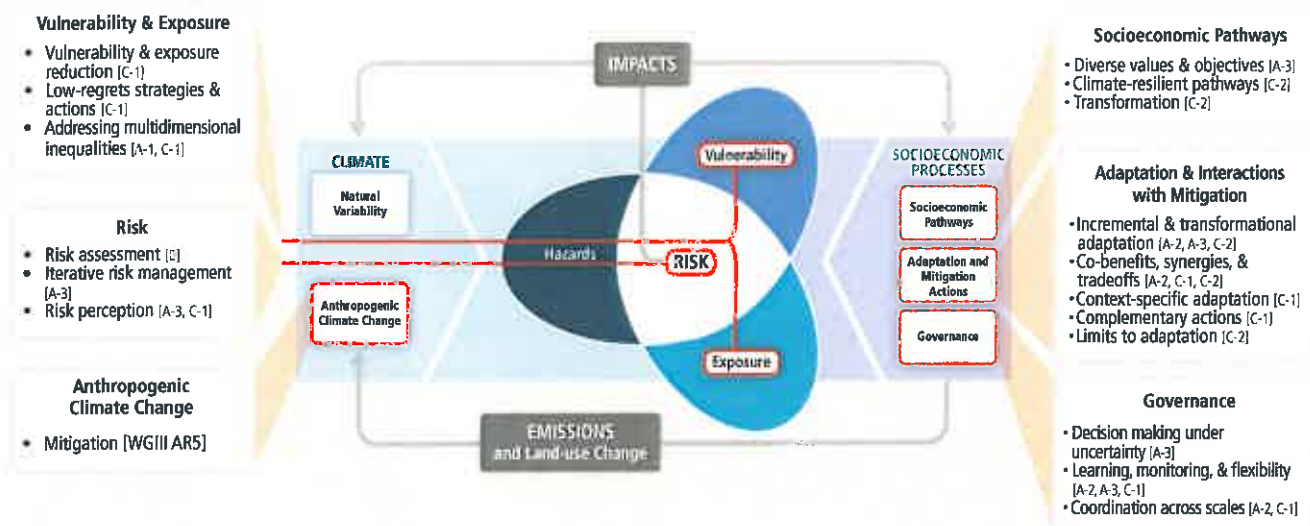 Vulnerability & Exposure
• Vulnerability & exposure
reduction [C-1]
• Low-regrets strategies &
actions [C-1]
• Addressing multidimensional
inequalities [A-1, C-1]
Risk
• Risk assessment [B]
• Iterative risk management
[A-3]
• Risk perception [A-3, C-1]
Anthropogenic
Climate Change
• Mitigation [WGIII AR5]
IMPACTS
CLIMATE
Natural
Variability
Anthropogenic
Climate Change
Hazards
Vulnerability
RISK
Exposure
SOCIOECONOMIC
PROCESSES
Socioeconomic
Pathways
Adaptation and
Mitigation
Actions
Governance
EMISSIONS
and Land-use Change
Socioeconomic Pathways
• Diverse values & objectives [A-3]
• Climate-resilient pathways [C-2]
• Transformation [C-2]
Adaptation & Interactions
with Mitigation
• Incremental & transformational
adaptation [A-2, A-3, C-2]
• Co-benefits, synergies, &
tradeoffs [A-2, C-1, C-2]
• Context-specific adaptation [C-1]
• Complementary actions [C-1]
• Limits to adaptation [C-2]
Governance
• Decision making under
uncertainty [A-3]
• Learning, monitoring, & flexibility
[A-2, A-3, C-1]
• Coordination across scales [A-2, C-1]